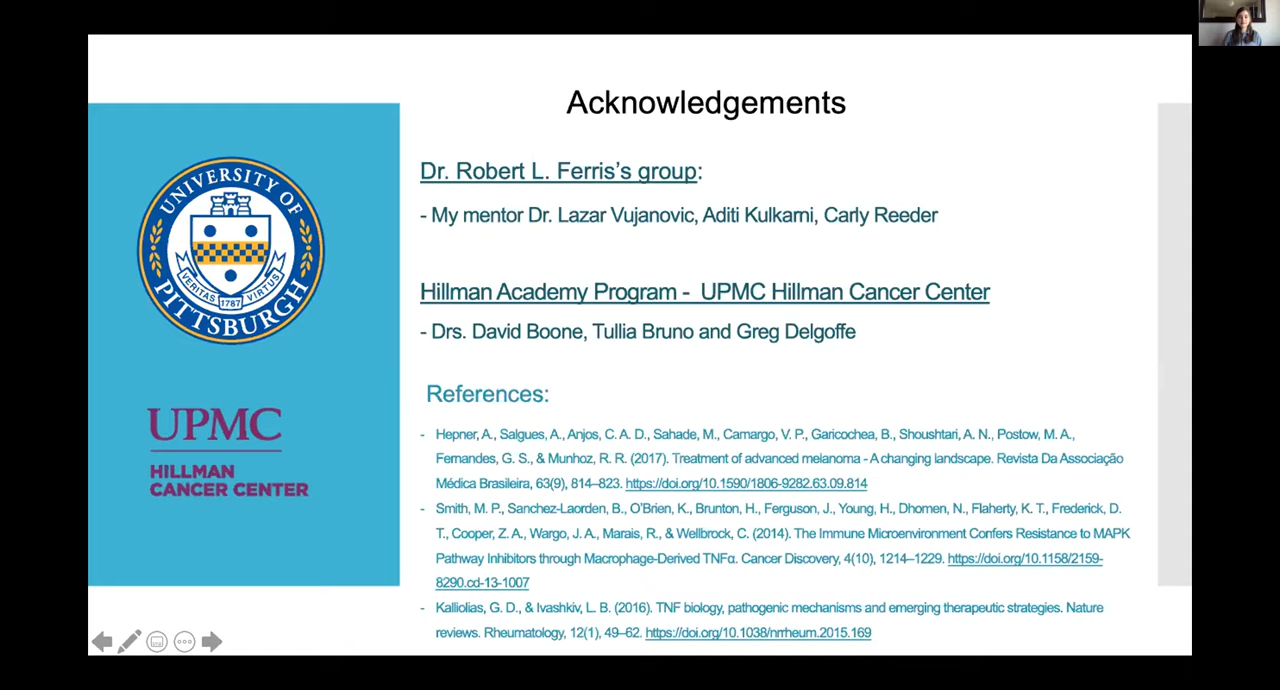 Acknowledgements
Dr. Robert L. Ferris's group:
- My mentor Dr. Lazar Vujanovic, Aditi Kulkarni, Carly Reeder
Hillman Academy Program - UPMC Hillman Cancer Center
- Drs. David Boone, Tullia Bruno and Greg Delgoffe
References:
- Hepner, A., Salgues, A., Anjos, C. A. D., Sahade, M., Camargo, V. P., Garicochea, B., Shoushtari, A. N., Postow, M. A.,
Fernandes, G. S., & Munhoz, R. R. (2017). Treatment of advanced melanoma - A changing landscape. Revista Da Associação
Médica Brasileira, 63(9), 814–823. https://doi.org/10.1590/1806-9282.63.09.814
- Smith, M. P., Sanchez-Laorden, B., O'Brien, K., Brunton, H., Ferguson, J., Young, H., Dhomen, N., Flaherty, K. T., Frederick, D.
T., Cooper, Z. A., Wargo, J. A., Marais, R., & Wellbrock, C. (2014). The Immune Microenvironment Confers Resistance to MAPK
Pathway Inhibitors through Macrophage-Derived TNFα. Cancer Discovery, 4(10), 1214–1229. https://doi.org/10.1158/2159-
8290.cd-13-1007
- Kalliolias, G. D., & Ivashkiv, L. B. (2016). TNF biology, pathogenic mechanisms and emerging therapeutic strategies. Nature
reviews. Rheumatology, 12(1), 49–62. https://doi.org/10.1038/nrrheum.2015.169
UNIVERSITY OF
PITTSBURGH
VERITAS 1787 VIRTUS
UPMC
HILLMAN
CANCER CENTER